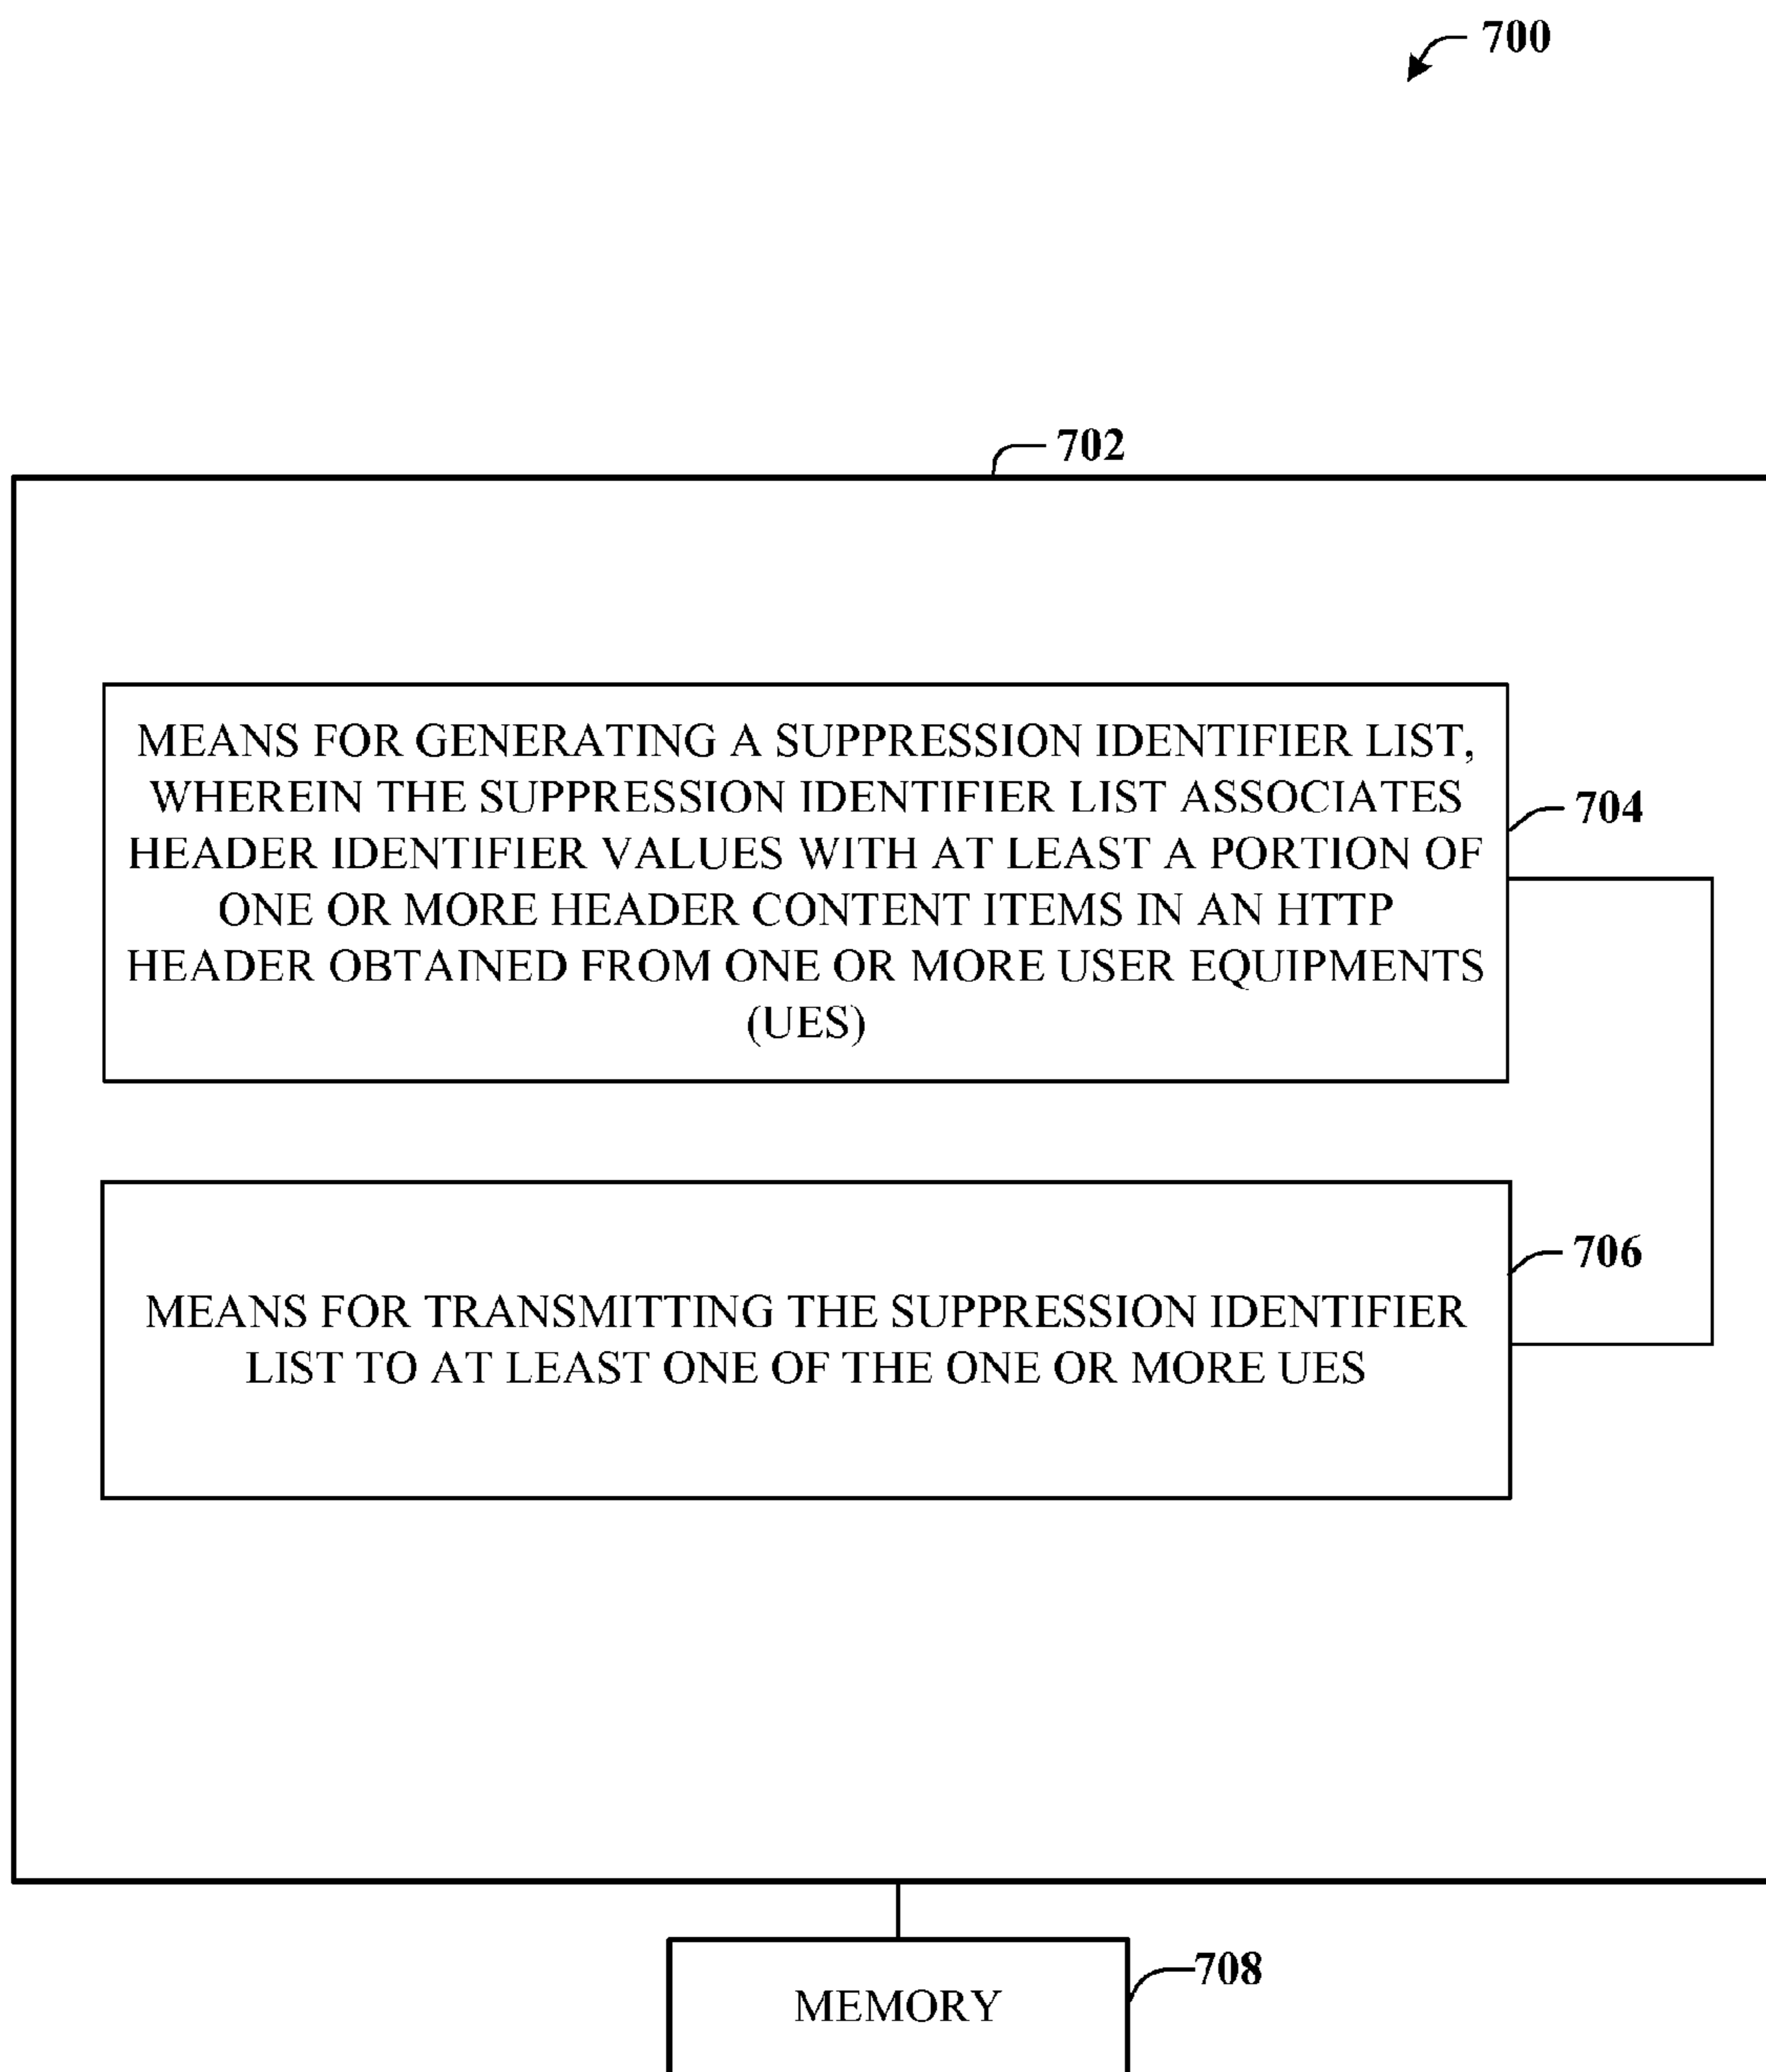 700
702
MEANS FOR GENERATING A SUPPRESSION IDENTIFIER LIST,
WHEREIN THE SUPPRESSION IDENTIFIER LIST ASSOCIATES
HEADER IDENTIFIER VALUES WITH AT LEAST A PORTION OF
ONE OR MORE HEADER CONTENT ITEMS IN AN HTTP
HEADER OBTAINED FROM ONE OR MORE USER EQUIPMENTS
(UES)
704
706
MEANS FOR TRANSMITTING THE SUPPRESSION IDENTIFIER
LIST TO AT LEAST ONE OF THE ONE OR MORE UES
708
MEMORY